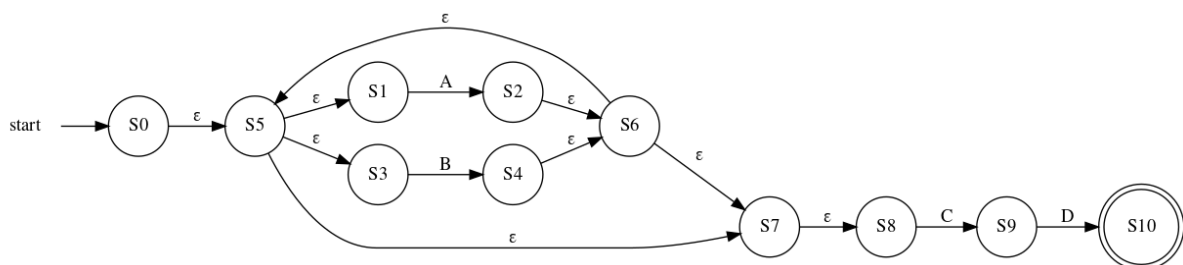 ε
S1 A S2
ε ε
start S0 ε S5 S6
ε ε ε
S3 B S4
ε S7 ε S8 C S9 D S10